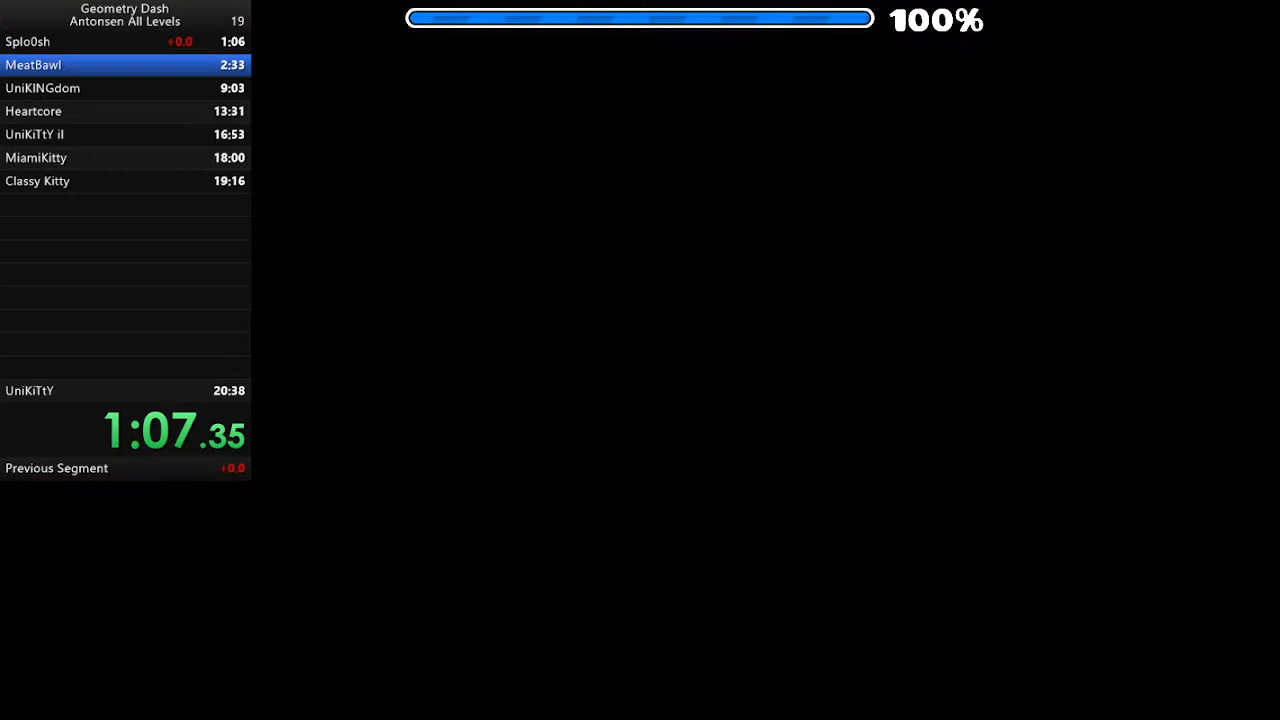 Geometry Dash
Antonsen All Levels 19
Splo0sh +0.0 1:06
MeatBawl 2:33
UniKINGdom 9:03
Heartcore 13:31
UniKiTtY iI 16:53
MiamiKitty 18:00
Classy Kitty 19:16
UniKiTtY 20:38
1:07.35
Previous Segment +0.0
100%